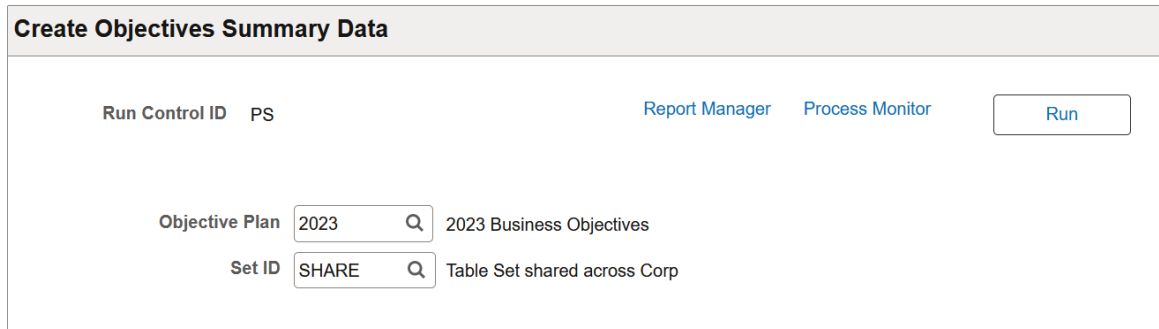 Create Objectives Summary Data
Run Control ID PS Report Manager Process Monitor Run
Objective Plan 2023 2023 Business Objectives
Set ID SHARE Table Set shared across Corp